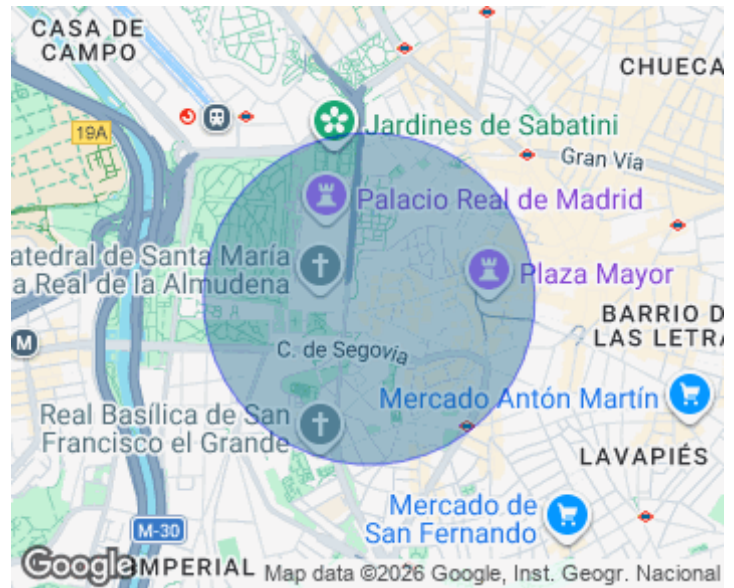 CASA DE
CAMPO
CHUECA
19A
Jardines de Sabatini
Gran Vía
Palacio Real de Madrid
atedral de Santa María
a Real de la Almudena
Plaza Mayor
BARRIO D
LAS LETR
M
C. de Segovia
Mercado Antón Martín
Real Basílica de San
Francisco el Grande
LAVAPIÉS
Mercado de
San Fernando
M-30
Google
IMPERIAL
Map data ©2026 Google, Inst. Geogr. Nacional